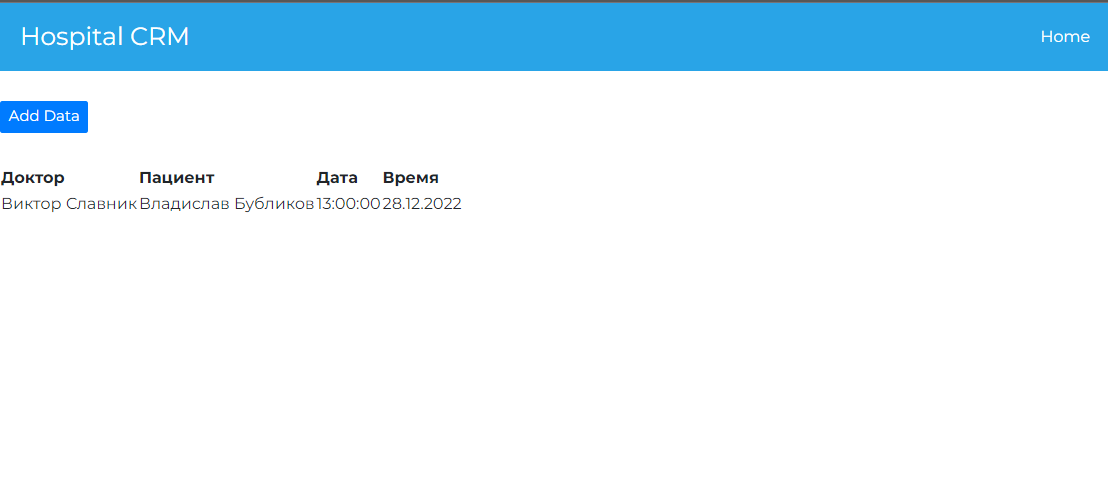 Hospital CRM Home
Add Data
Доктор Пациент Дата Время
Виктор Славник Владислав Бубликов 13:00:00 28.12.2022